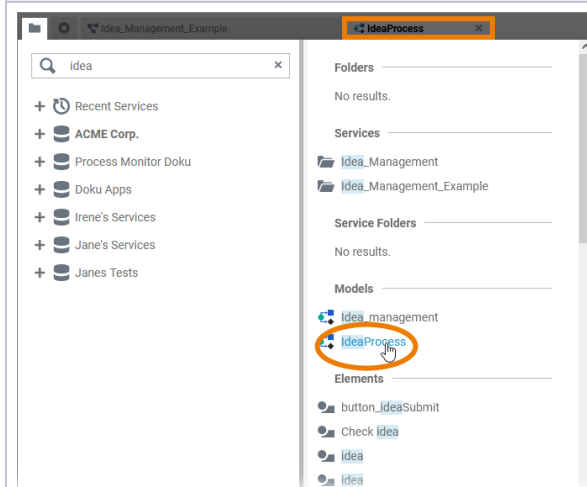 Idea_Management_Example
IdeaProcess
idea
Recent Services
ACME Corp.
Process Monitor Doku
Doku Apps
Irene's Services
Jane's Services
Janes Tests
Folders
No results.
Services
Idea_Management
Idea_Management_Example
Service Folders
No results.
Models
Idea_management
IdeaProcess
Elements
button_ideaSubmit
Check idea
idea
idea